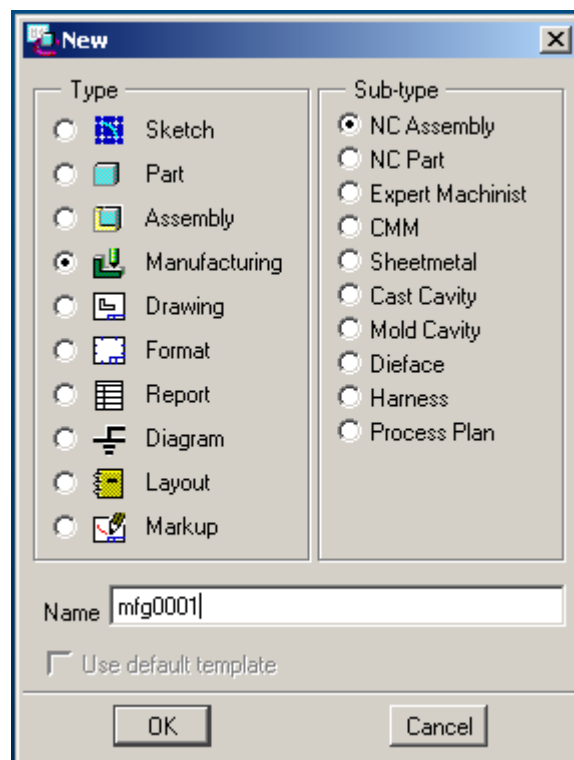 New
Type
Sketch
Part
Assembly
Manufacturing
Drawing
Format
Report
Diagram
Layout
Markup
Sub-type
NC Assembly
NC Part
Expert Machinist
CMM
Sheetmetal
Cast Cavity
Mold Cavity
Dieface
Harness
Process Plan
Name mfg0001
Use default template
OK Cancel